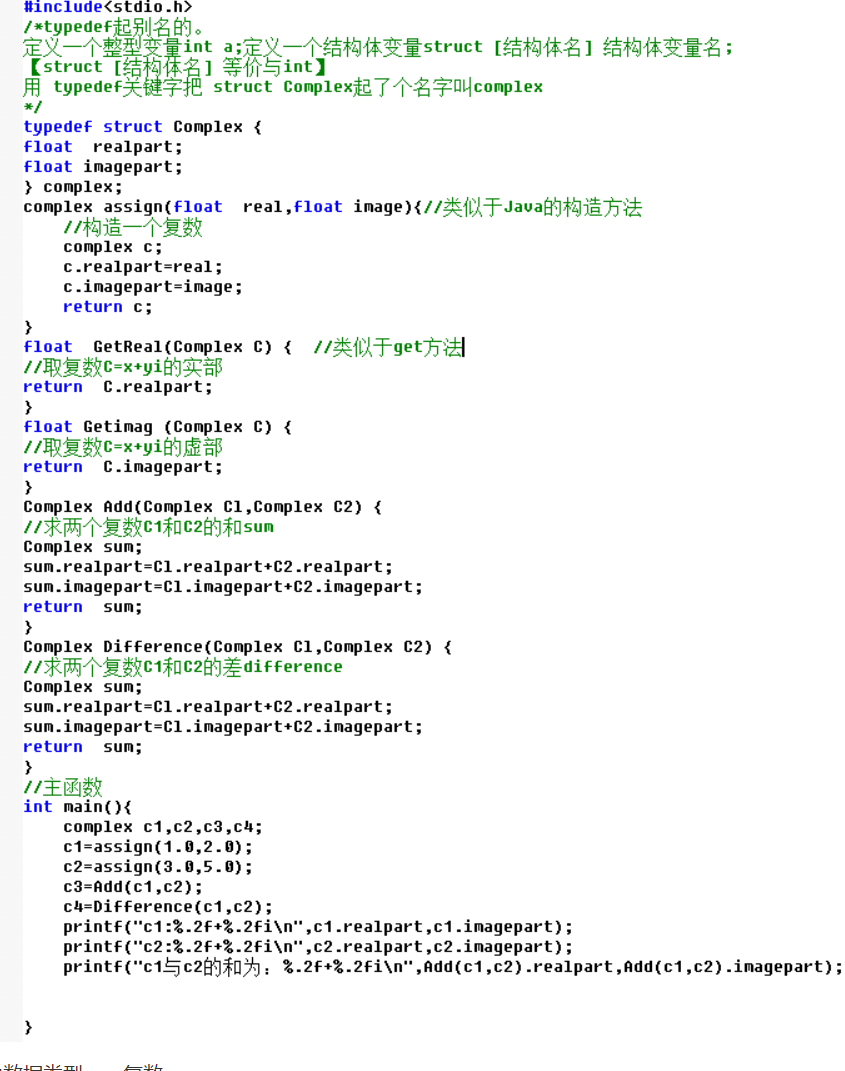 #include<stdio.h>
/*typedef起别名的。
定义一个整型变量int a;定义一个结构体变量struct [结构体名] 结构体变量名;
【struct [结构体名] 等价与int】
用 typedef关键字把 struct Complex起了个名字叫complex
*/
typedef struct Complex {
float  realpart;
float imagepart;
} complex;
complex assign(float  real,float image){//类似于Java的构造方法
    //构造一个复数
    complex c;
    c.realpart=real;
    c.imagepart=image;
    return c;
}
float  GetReal(Complex C) {  //类似于get方法
//取复数C=x+yi的实部
return  C.realpart;
}
float Getimag (Complex C) {
//取复数C=x+yi的虚部
return  C.imagepart;
}
Complex Add(Complex Cl,Complex C2) {
//求两个复数C1和C2的和sum
Complex sum;
sum.realpart=Cl.realpart+C2.realpart;
sum.imagepart=Cl.imagepart+C2.imagepart;
return  sum;
}
Complex Difference(Complex Cl,Complex C2) {
//求两个复数C1和C2的差difference
Complex sum;
sum.realpart=Cl.realpart+C2.realpart;
sum.imagepart=Cl.imagepart+C2.imagepart;
return  sum;
}
//主函数
int main(){
    complex c1,c2,c3,c4;
    c1=assign(1.0,2.0);
    c2=assign(3.0,5.0);
    c3=Add(c1,c2);
    c4=Difference(c1,c2);
    printf("c1:%.2f+%.2fi\n",c1.realpart,c1.imagepart);
    printf("c2:%.2f+%.2fi\n",c2.realpart,c2.imagepart);
    printf("c1与c2的和为：%.2f+%.2fi\n",Add(c1,c2).realpart,Add(c1,c2).imagepart);
}